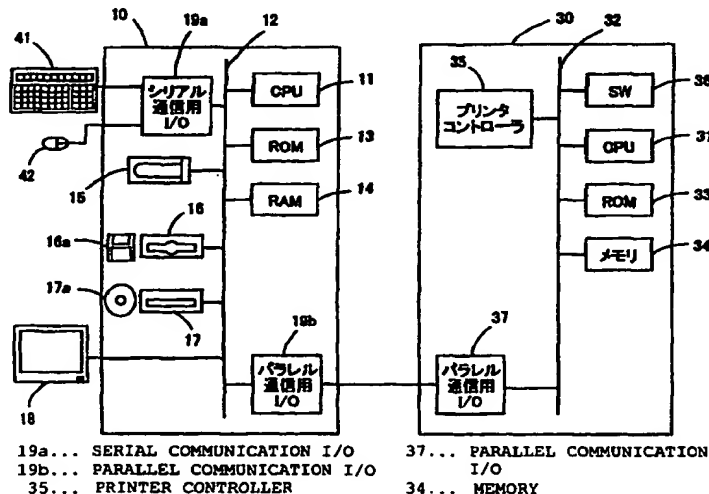 10
19a
12
30
32
41
シリアル
通信用
I/O
CPU
11
35
プリンタ
コントローラ
SW
36
CPU
31
42
ROM
13
ROM
33
15
RAM
14
メモリ
34
16a
16
17a
17
19b
37
パラレル
通信用
I/O
パラレル
通信用
I/O
18
19a... SERIAL COMMUNICATION I/O
19b... PARALLEL COMMUNICATION I/O
35... PRINTER CONTROLLER
37... PARALLEL COMMUNICATION
I/O
34... MEMORY